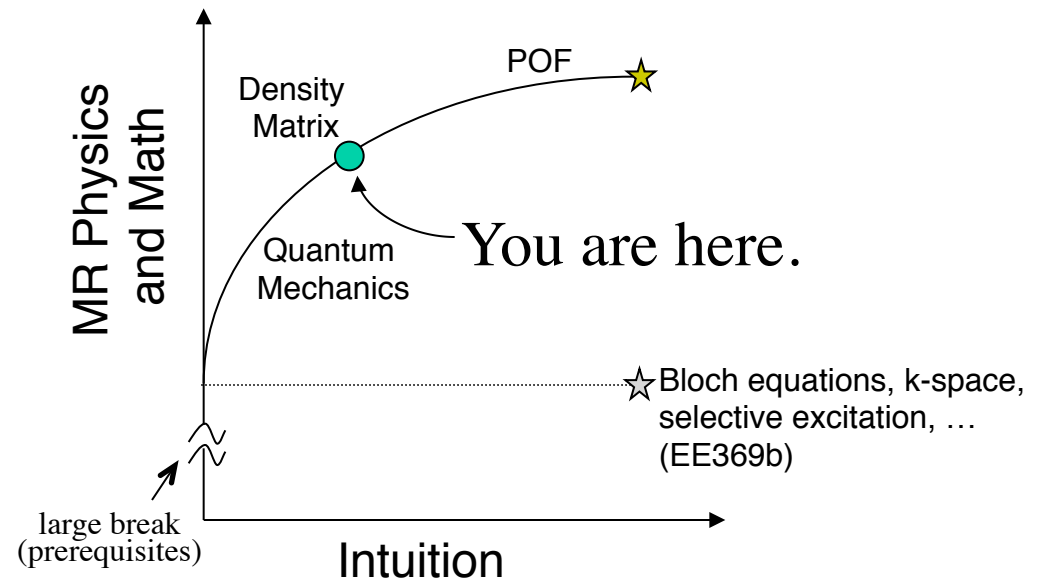 POF
Density
Matrix
MR Physics
and Math
Quantum
Mechanics
You are here.
Bloch equations, k-space,
selective excitation, …
(EE369b)
large break
(prerequisites)
Intuition